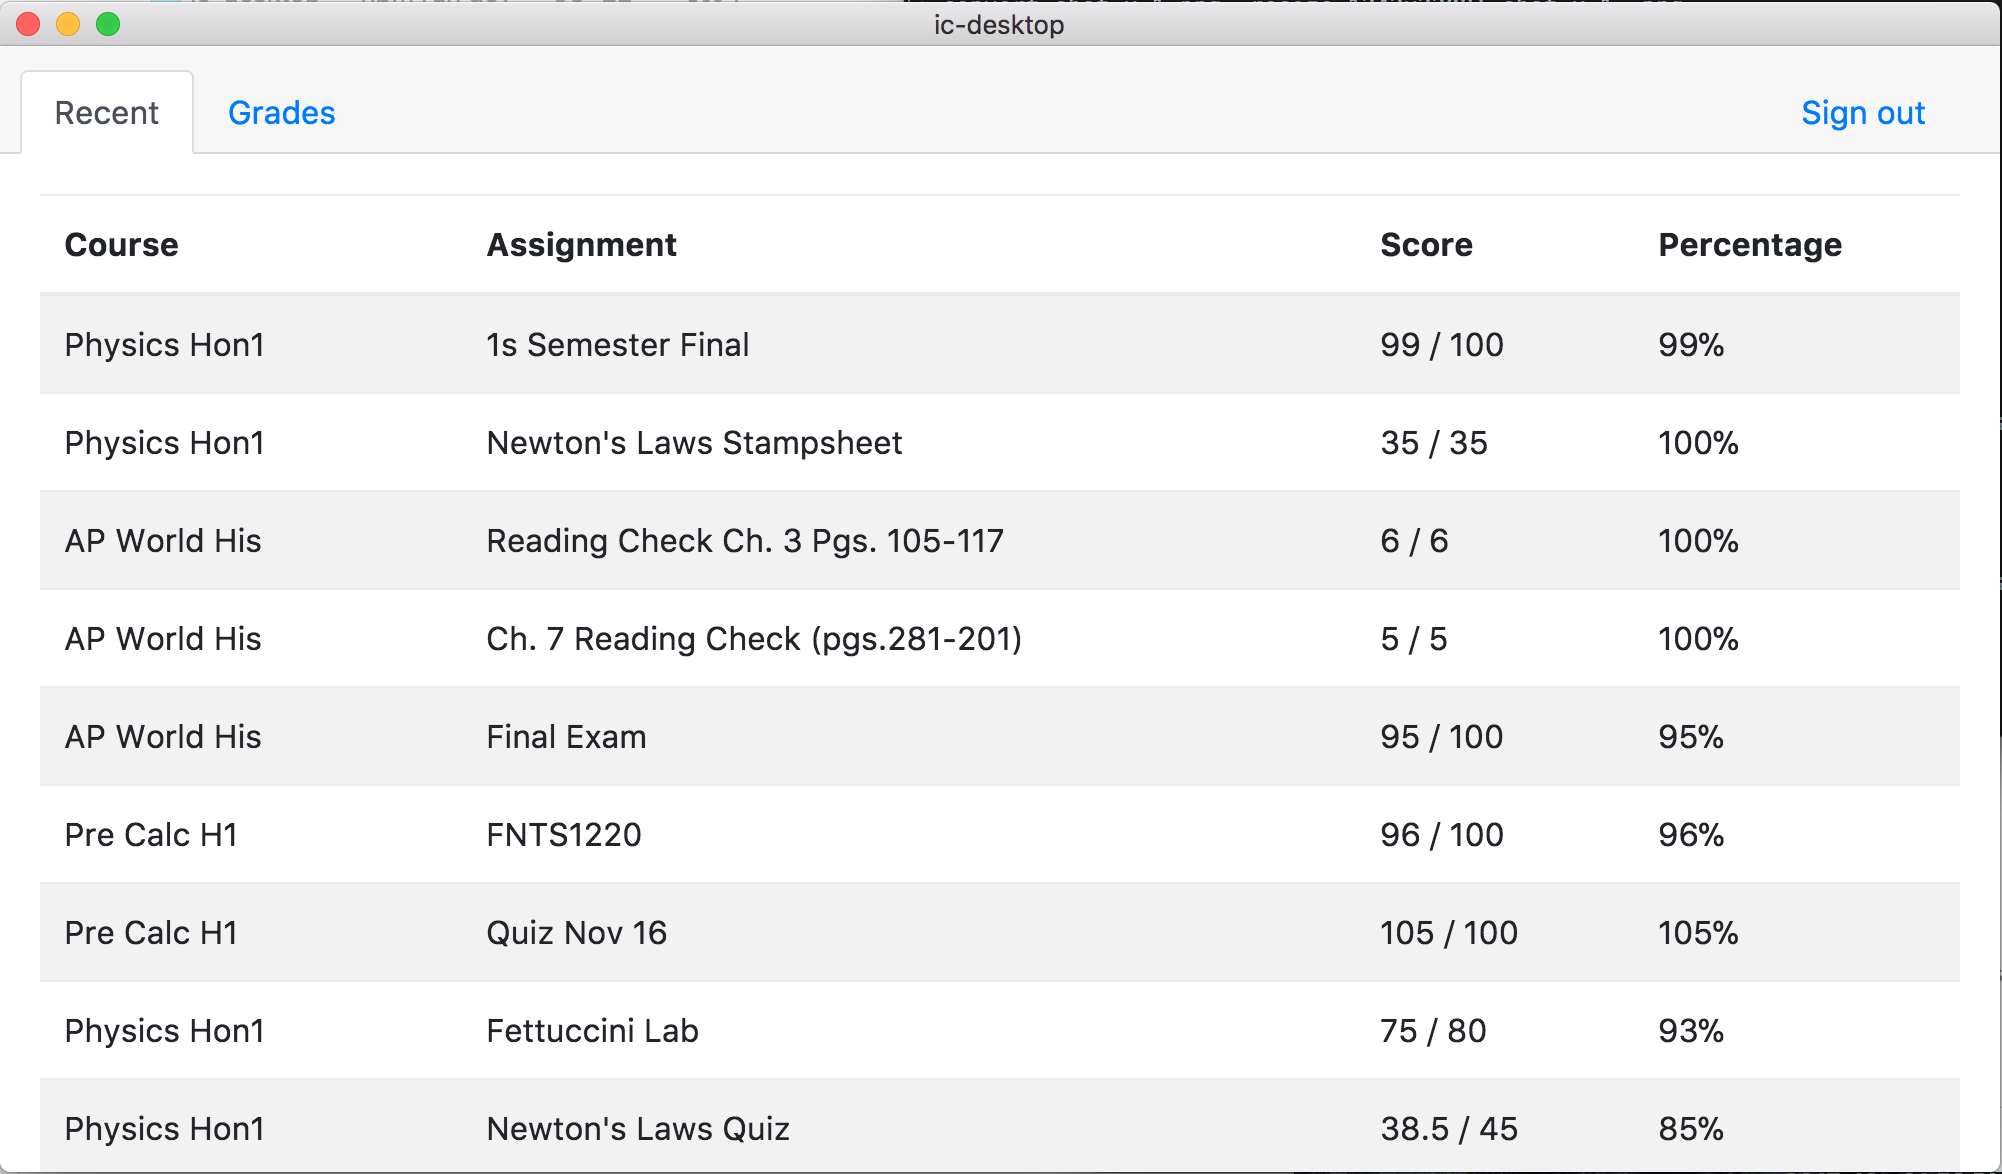 ic-desktop
Recent Grades Sign out
Course Assignment Score Percentage
Physics Hon1 1s Semester Final 99 / 100 99%
Physics Hon1 Newton's Laws Stampsheet 35 / 35 100%
AP World His Reading Check Ch. 3 Pgs. 105-117 6 / 6 100%
AP World His Ch. 7 Reading Check (pgs.281-201) 5 / 5 100%
AP World His Final Exam 95 / 100 95%
Pre Calc H1 FNTS1220 96 / 100 96%
Pre Calc H1 Quiz Nov 16 105 / 100 105%
Physics Hon1 Fettuccini Lab 75 / 80 93%
Physics Hon1 Newton's Laws Quiz 38.5 / 45 85%